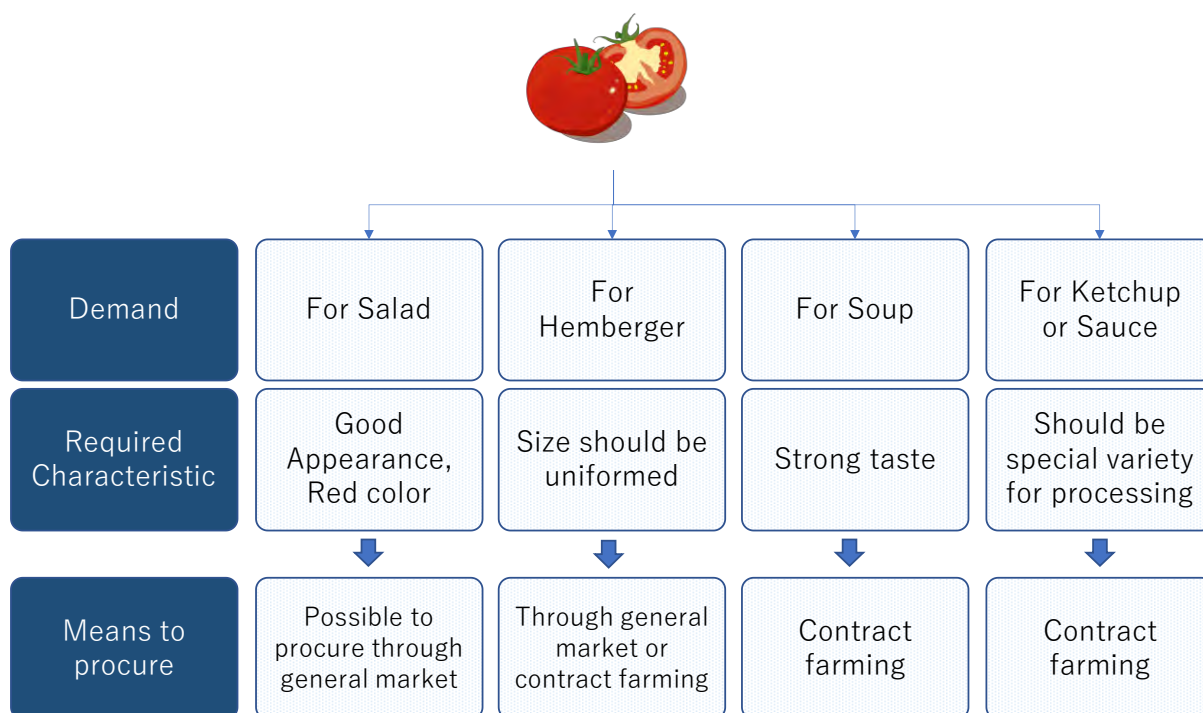 Demand
For Salad
For
Hemberger
For Soup
For Ketchup
or Sauce
Required
Characteristic
Good
Appearance,
Red color
Size should be
uniformed
Strong taste
Should be
special variety
for processing
Means to
procure
Possible to
procure through
general market
Through general
market or
contract farming
Contract
farming
Contract
farming